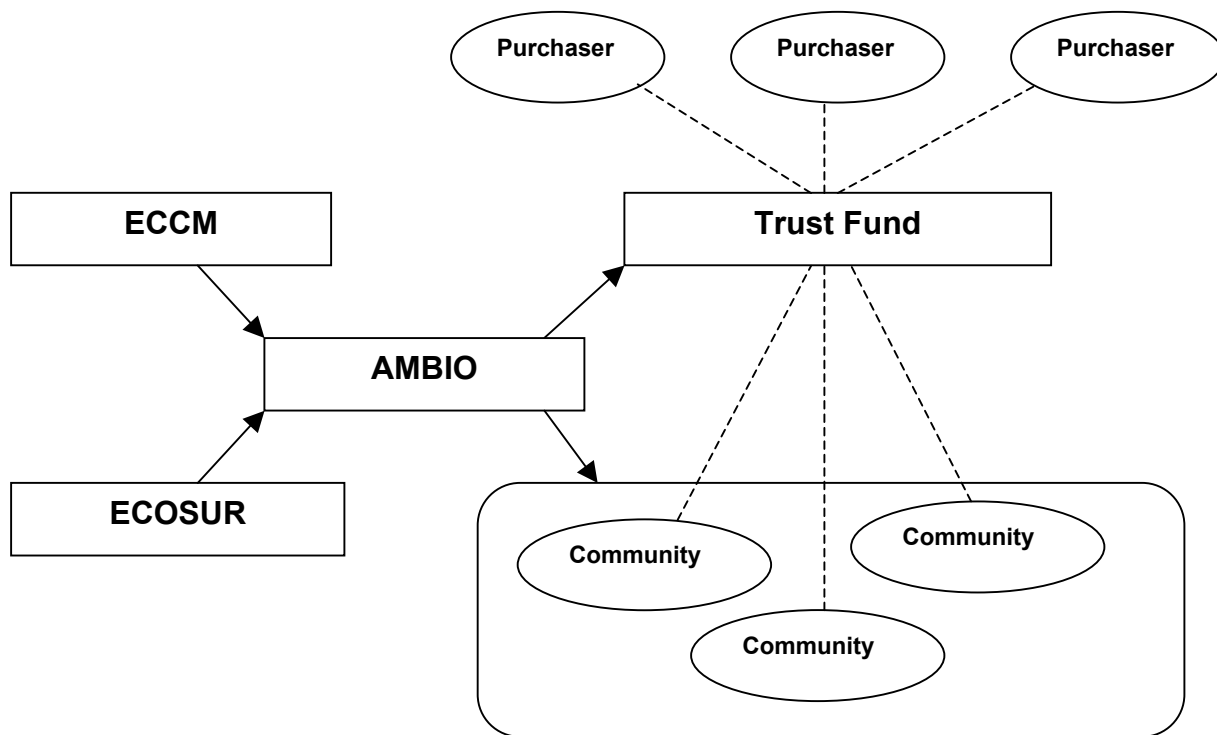 Purchaser
Purchaser
Purchaser
ECCM
Trust Fund
AMBIO
ECOSUR
Community
Community
Community